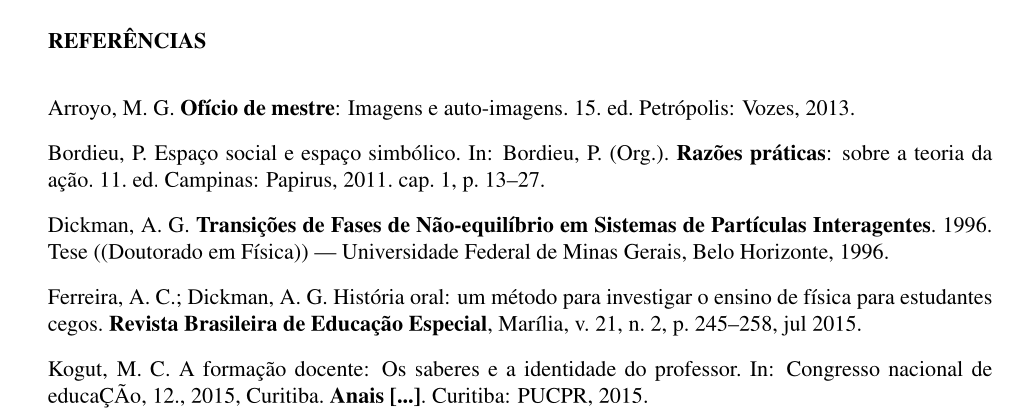 REFERÊNCIAS
Arroyo, M. G. Ofício de mestre: Imagens e auto-imagens. 15. ed. Petrópolis: Vozes, 2013.
Bordieu, P. Espaço social e espaço simbólico. In: Bordieu, P. (Org.). Razões práticas: sobre a teoria da
ação. 11. ed. Campinas: Papirus, 2011. cap. 1, p. 13–27.
Dickman, A. G. Transições de Fases de Não-equilíbrio em Sistemas de Partículas Interagentes. 1996.
Tese ((Doutorado em Física)) — Universidade Federal de Minas Gerais, Belo Horizonte, 1996.
Ferreira, A. C.; Dickman, A. G. História oral: um método para investigar o ensino de física para estudantes
cegos. Revista Brasileira de Educação Especial, Marília, v. 21, n. 2, p. 245–258, jul 2015.
Kogut, M. C. A formação docente: Os saberes e a identidade do professor. In: Congresso nacional de
educaÇÃo, 12., 2015, Curitiba. Anais [...]. Curitiba: PUCPR, 2015.